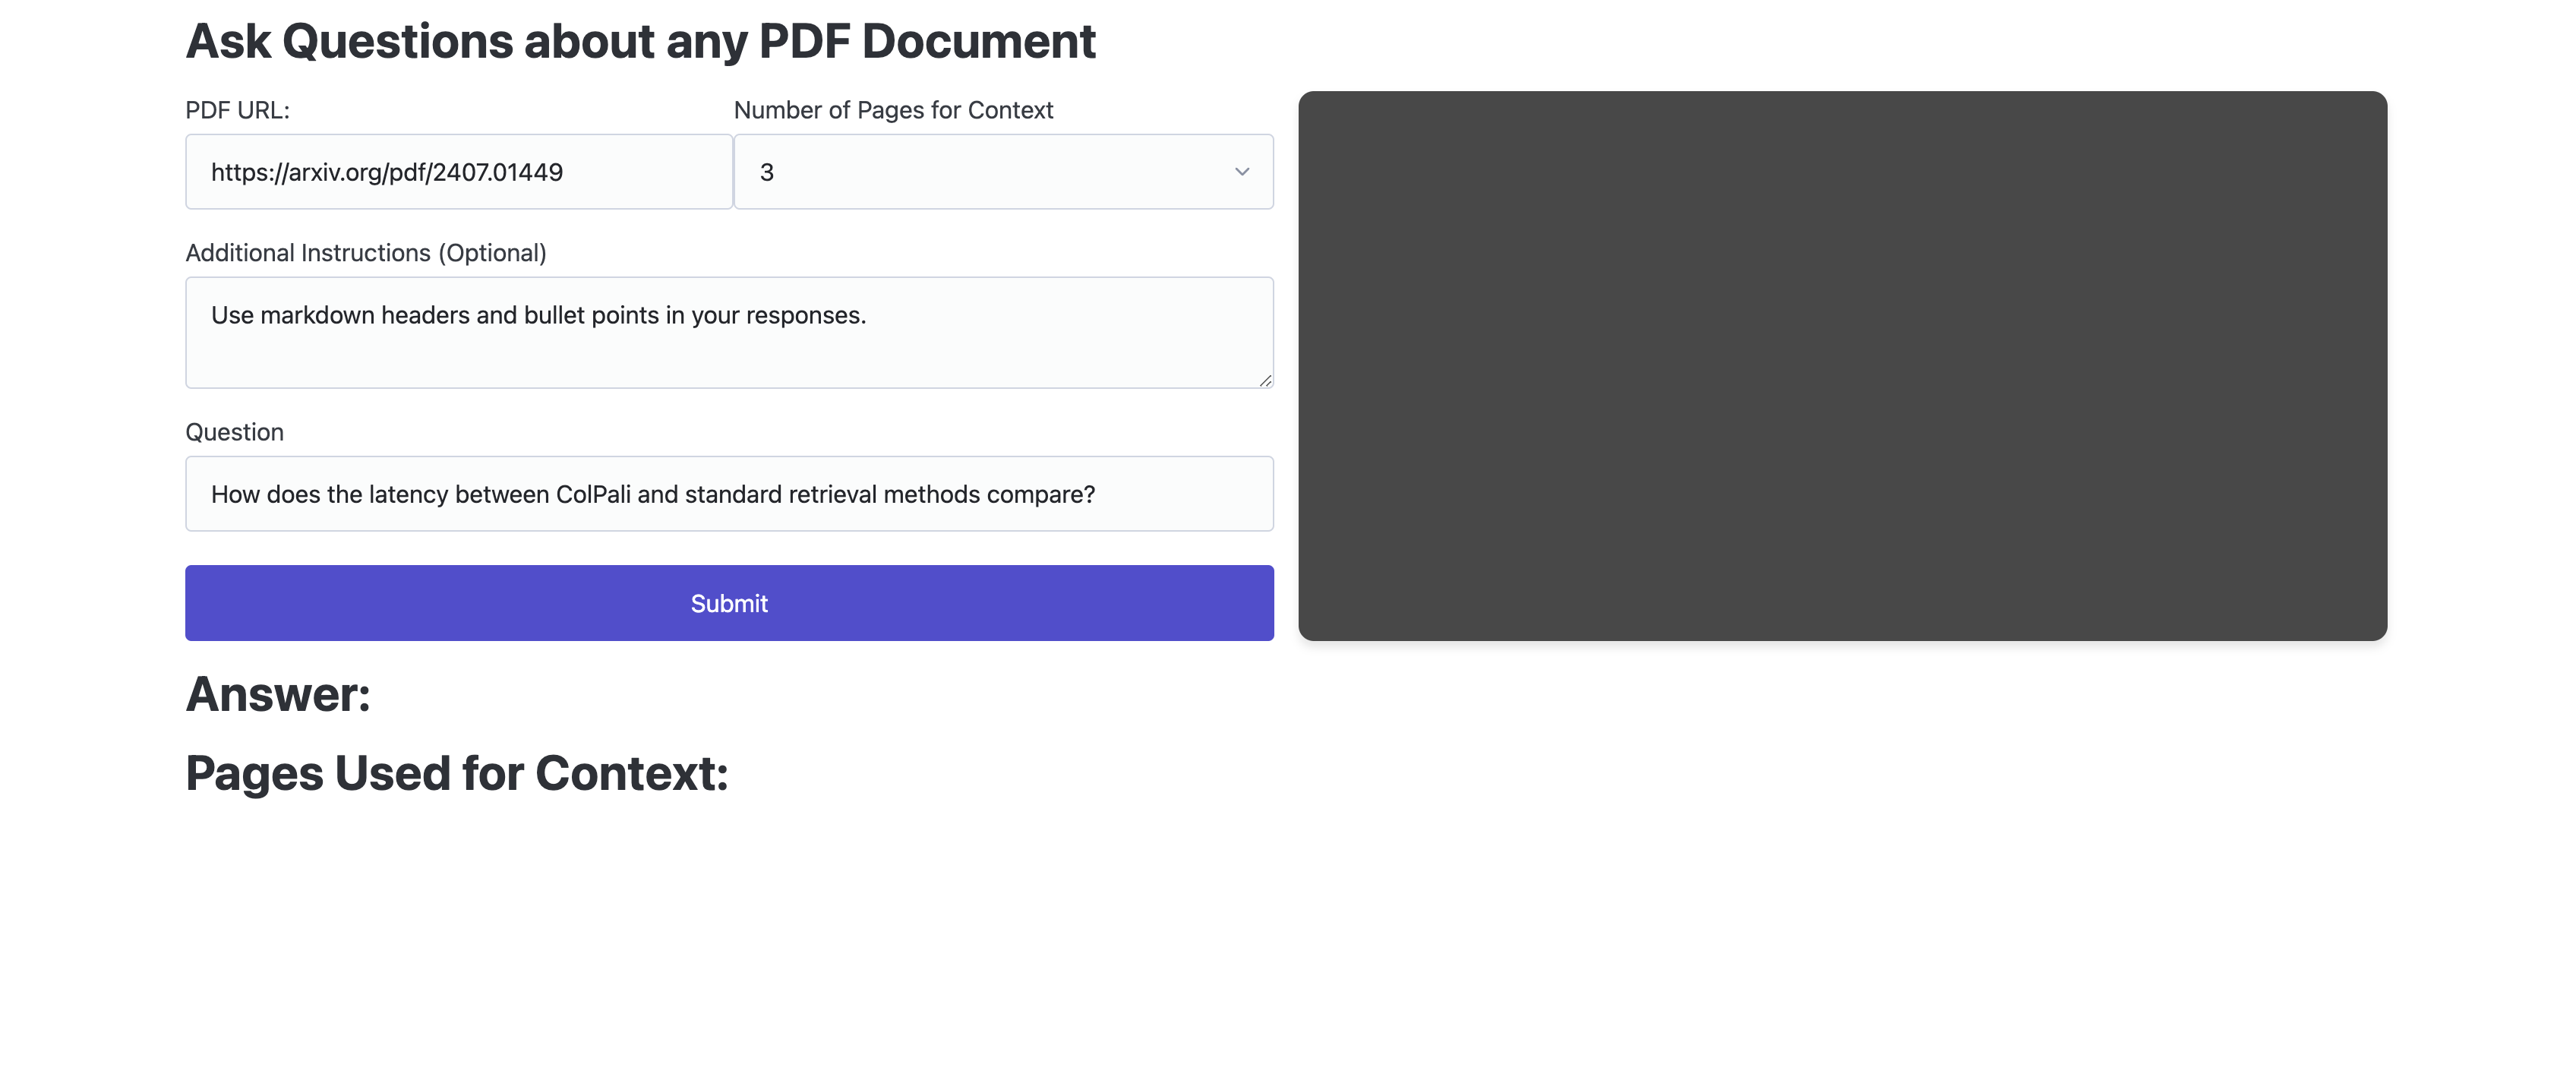 Ask Questions about any PDF Document
PDF URL:
Number of Pages for Context
https://arxiv.org/pdf/2407.01449
3
Additional Instructions (Optional)
Use markdown headers and bullet points in your responses.
Question
How does the latency between ColPali and standard retrieval methods compare?
Submit
Answer:
Pages Used for Context: